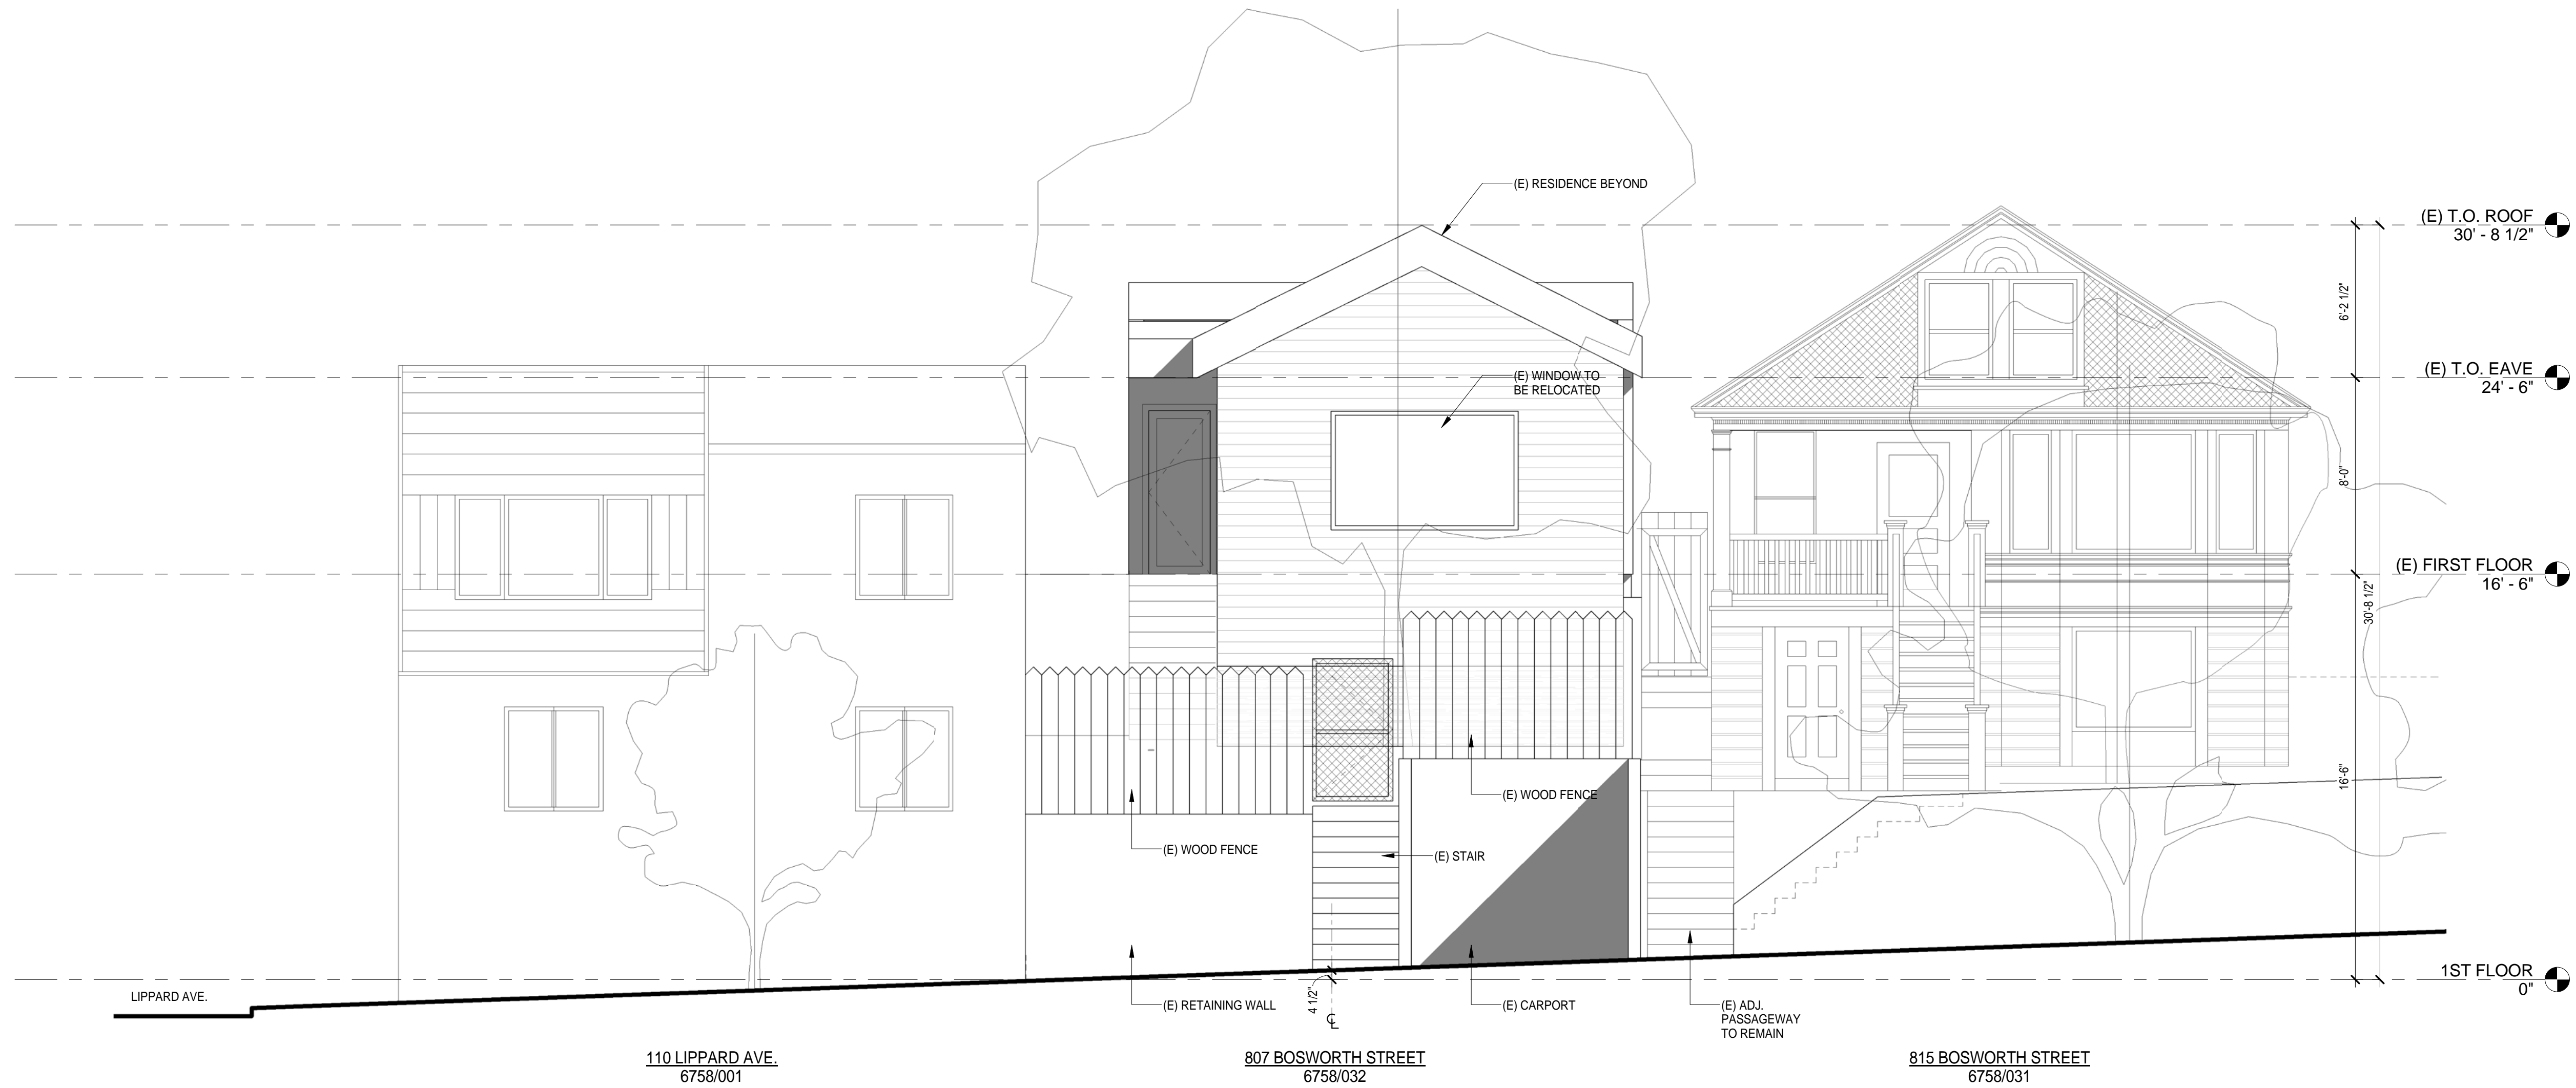 (E) RESIDENCE BEYOND
(E) T.O. ROOF
30' - 8 1/2"
6'-2 1/2"
(E) WINDOW TO
BE RELOCATED
(E) T.O. EAVE
24' - 6"
8'-0"
(E) FIRST FLOOR
16' - 6"
30'-8 1/2"
16'-6"
(E) WOOD FENCE
(E) WOOD FENCE
(E) STAIR
1ST FLOOR
0"
LIPPARD AVE.
(E) RETAINING WALL
4 1/2"
℄
(E) CARPORT
(E) ADJ.
PASSAGEWAY
TO REMAIN
110 LIPPARD AVE.
6758/001
807 BOSWORTH STREET
6758/032
815 BOSWORTH STREET
6758/031